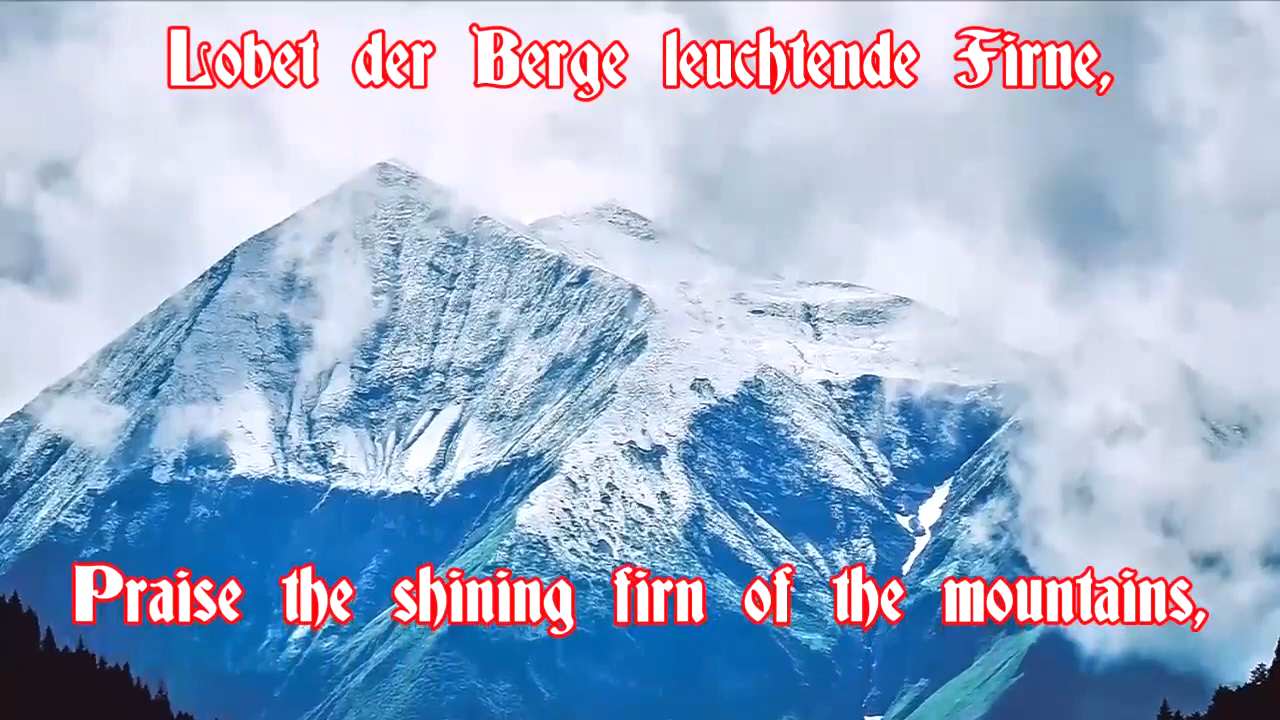 Lobet der Berge leuchtende Firne,
Praise the shining firn of the mountains,